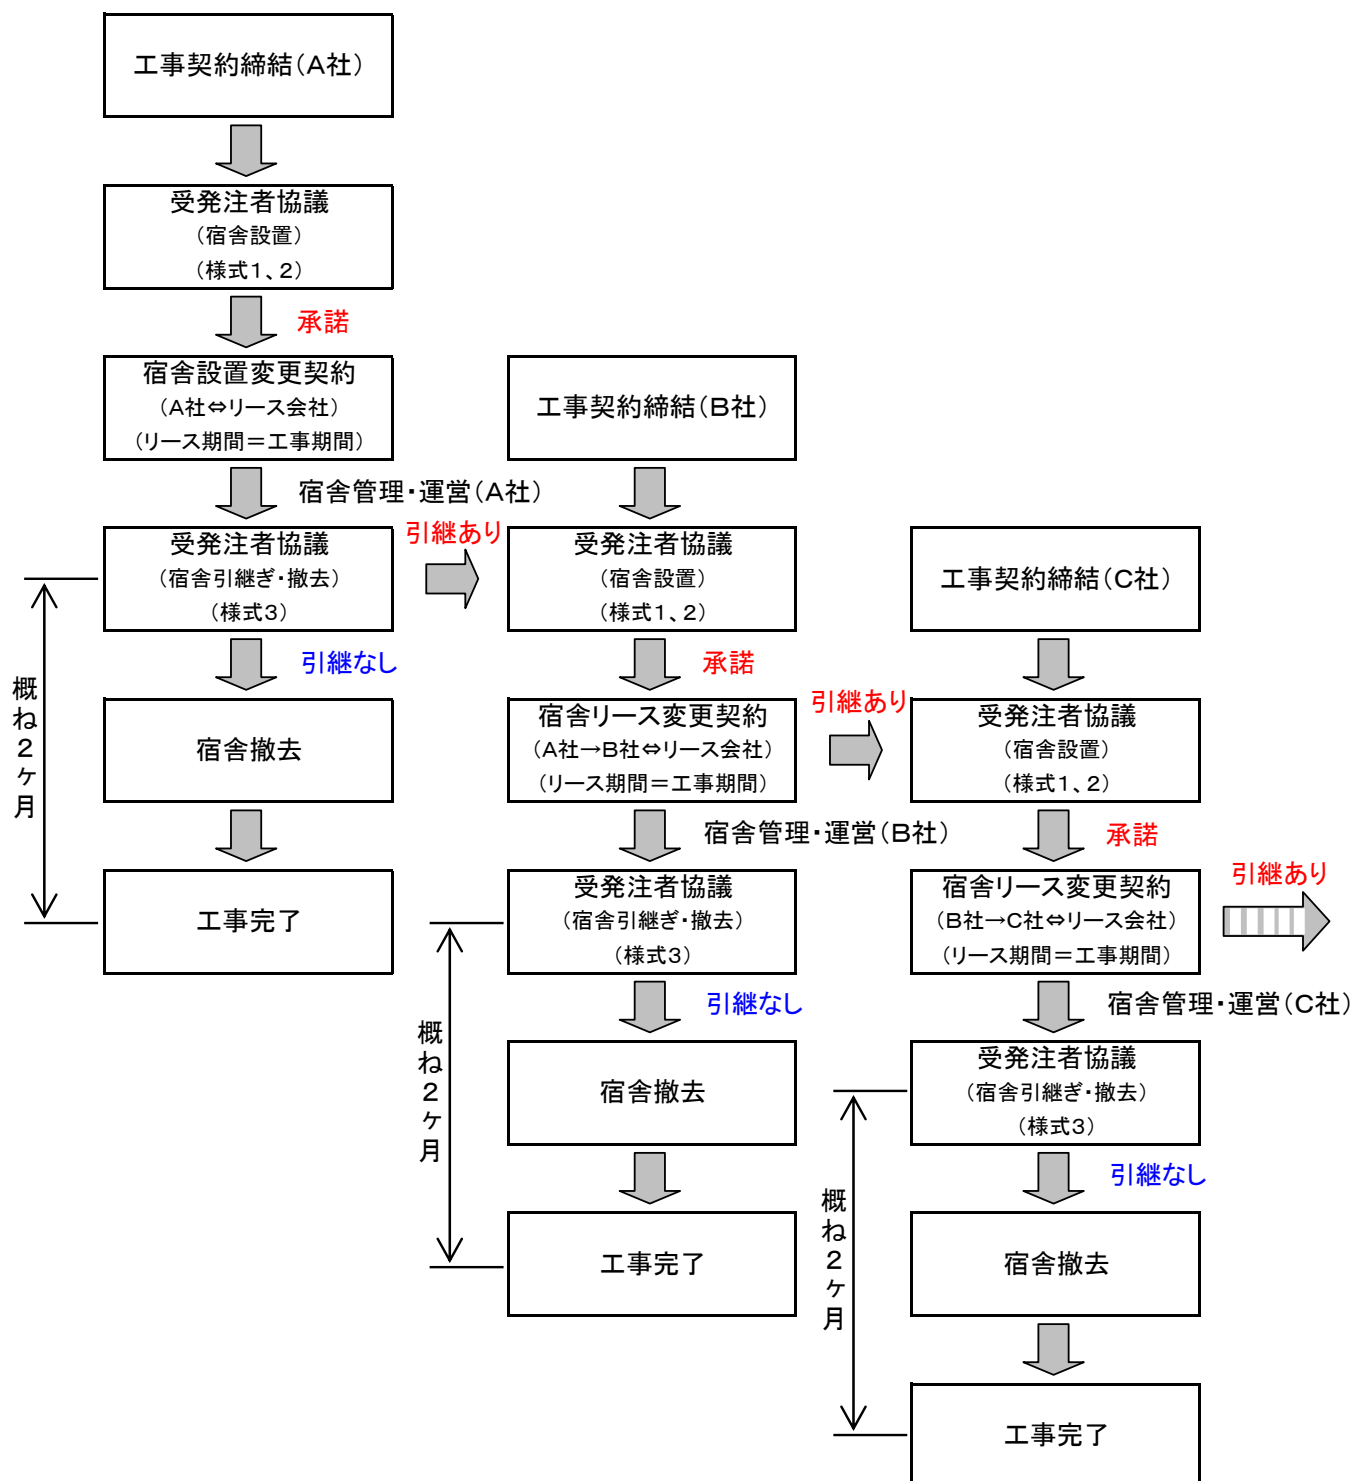 工事契約締結（A社）
受発注者協議
（宿舎設置）
（様式１、２）
承諾
宿舎設置変更契約
（A社⇔リース会社）
（リース期間＝工事期間）
宿舎管理・運営（A社）
受発注者協議
（宿舎引継ぎ・撤去）
（様式３）
引継あり
引継なし
概ね２ヶ月
宿舎撤去
工事完了
工事契約締結（B社）
受発注者協議
（宿舎設置）
（様式１、２）
承諾
宿舎リース変更契約
（A社→B社⇔リース会社）
（リース期間＝工事期間）
引継あり
宿舎管理・運営（B社）
受発注者協議
（宿舎引継ぎ・撤去）
（様式３）
引継なし
概ね２ヶ月
宿舎撤去
工事完了
工事契約締結（C社）
受発注者協議
（宿舎設置）
（様式１、２）
承諾
宿舎リース変更契約
（B社→C社⇔リース会社）
（リース期間＝工事期間）
引継あり
宿舎管理・運営（C社）
受発注者協議
（宿舎引継ぎ・撤去）
（様式３）
引継なし
概ね２ヶ月
宿舎撤去
工事完了